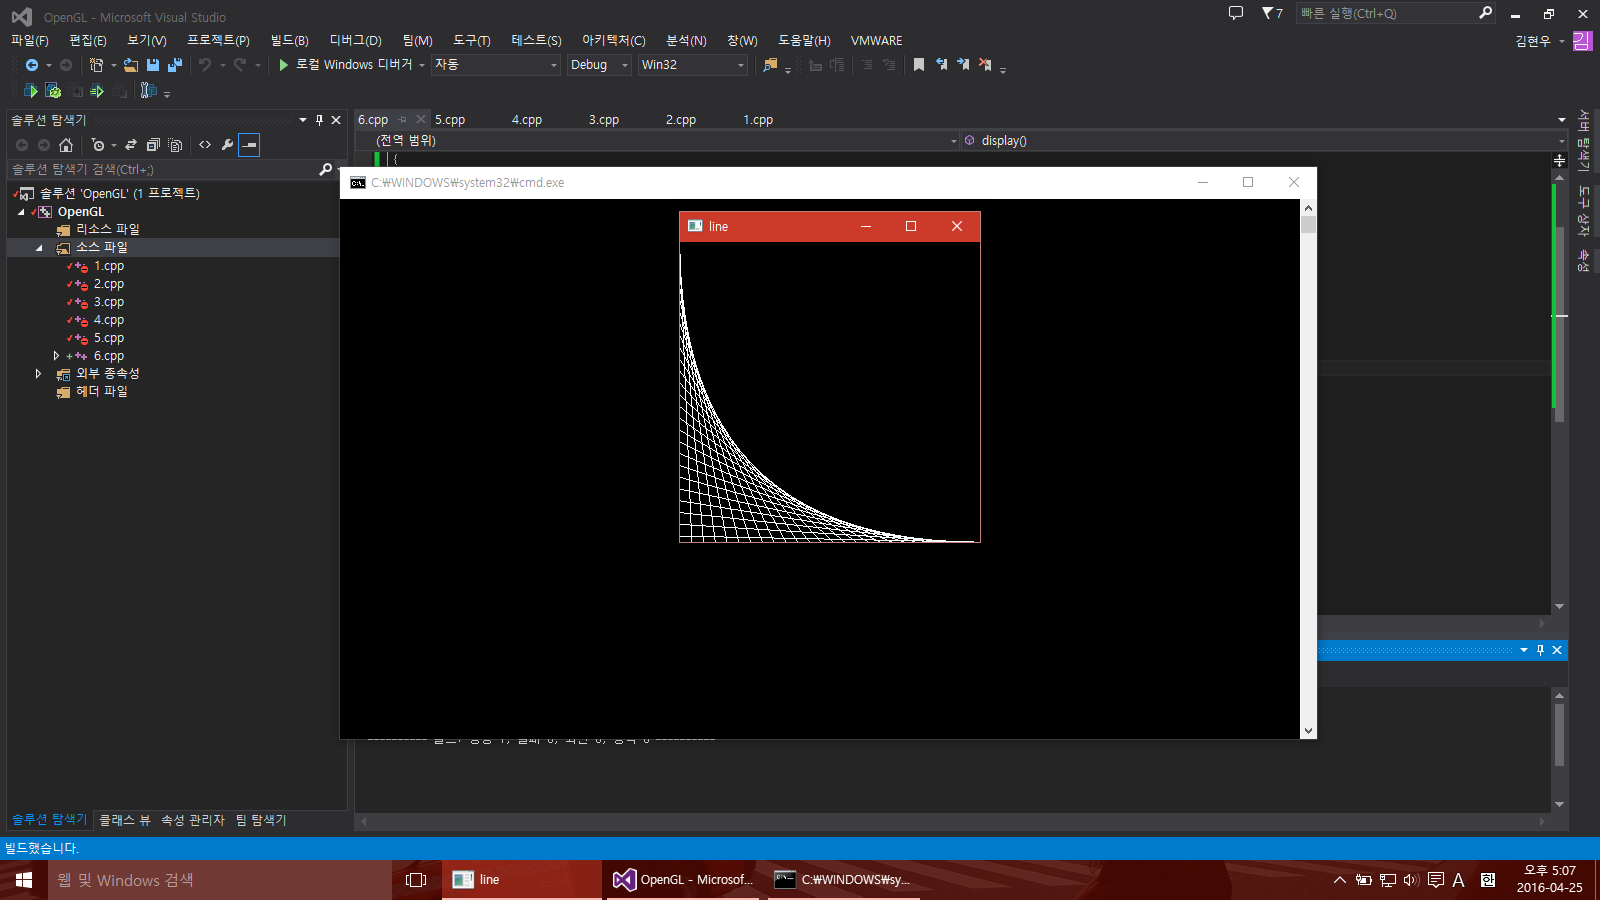 OpenGL - Microsoft Visual Studio
7
빠른 실행(Ctrl+Q)
파일(F) 편집(E) 보기(V) 프로젝트(P) 빌드(B) 디버그(D) 팀(M) 도구(T) 테스트(S) 아키텍처(C) 분석(N) 창(W) 도움말(H) VMWARE
김현우 김
로컬 Windows 디버거 자동 Debug Win32
솔루션 탐색기
6.cpp 5.cpp 4.cpp 3.cpp 2.cpp 1.cpp
(전역 범위) display()
{
솔루션 탐색기 검색(Ctrl+;)
솔루션 'OpenGL' (1 프로젝트)
OpenGL
리소스 파일
소스 파일
1.cpp
2.cpp
3.cpp
4.cpp
5.cpp
6.cpp
외부 종속성
헤더 파일
C:\WINDOWS\system32\cmd.exe
line
서버 탐색기
도구 상자
속성
솔루션 탐색기 클래스 뷰 속성 관리자 팀 탐색기
빌드했습니다.
웹 및 Windows 검색
line
OpenGL - Microsof...
C:\WINDOWS\sy...
A 한
오후 5:07
2016-04-25